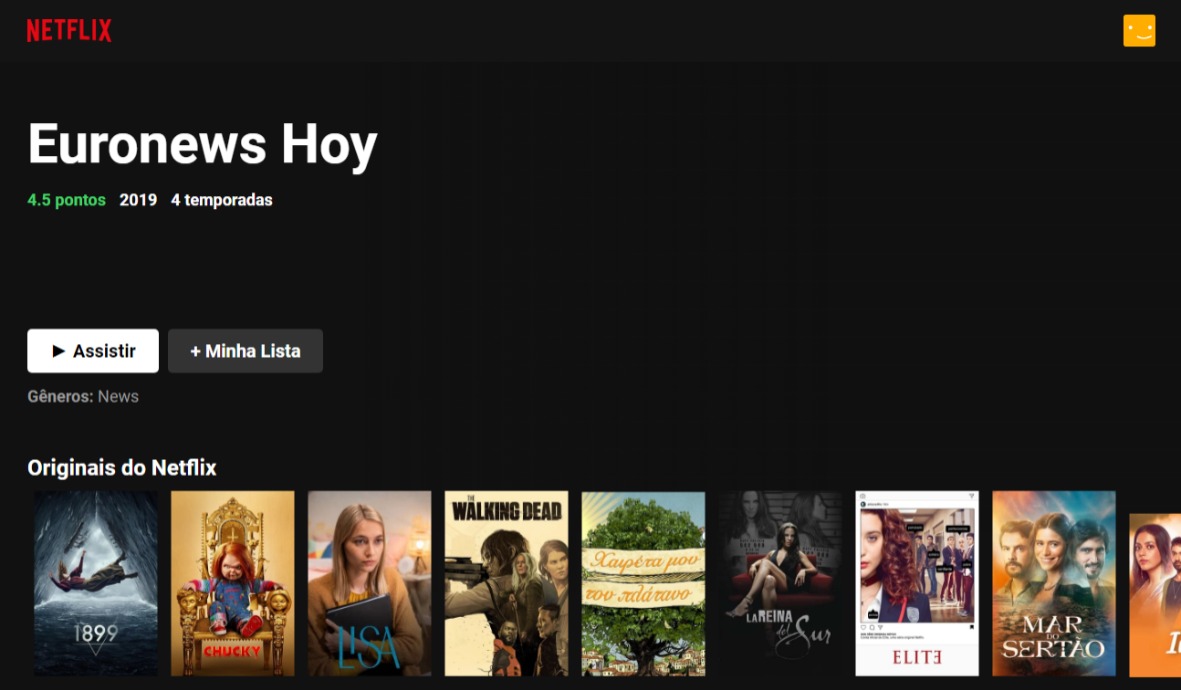 NETFLIX
Euronews Hoy
4.5 pontos 2019 4 temporadas
► Assistir + Minha Lista
Gêneros: News
Originais do Netflix
1899
CHUCKY
LISA
THE
WALKING DEAD
Χαιρέτα μου
τον πλάτανο
LA REINA
del Sur
ELITE
MAR
DO
SERTÃO